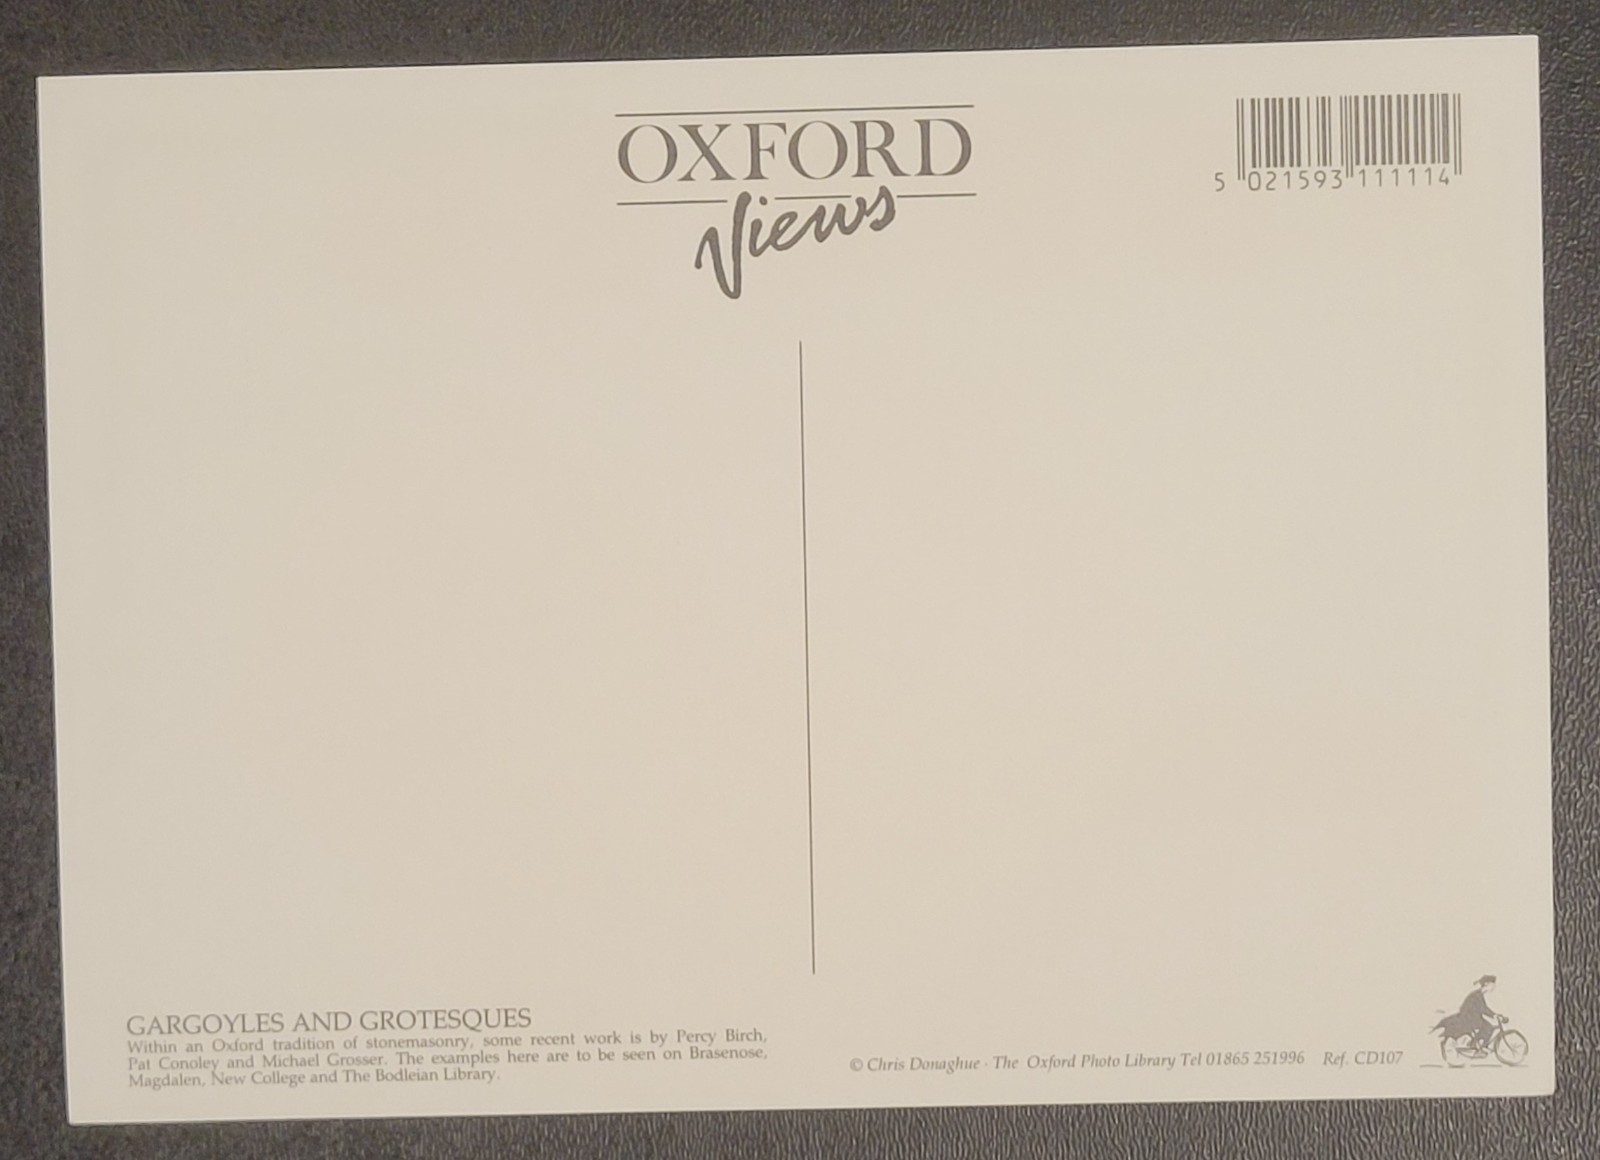 OXFORD
Views
5 021593 111114
GARGOYLES AND GROTESQUES
Within an Oxford tradition of stonemasonry, some recent work is by Percy Birch,
Pat Conoley and Michael Grosser. The examples here are to be seen on Brasenose,
Magdalen, New College and The Bodleian Library.
© Chris Donaghue - The Oxford Photo Library Tel 01865 251996 Ref. CD107